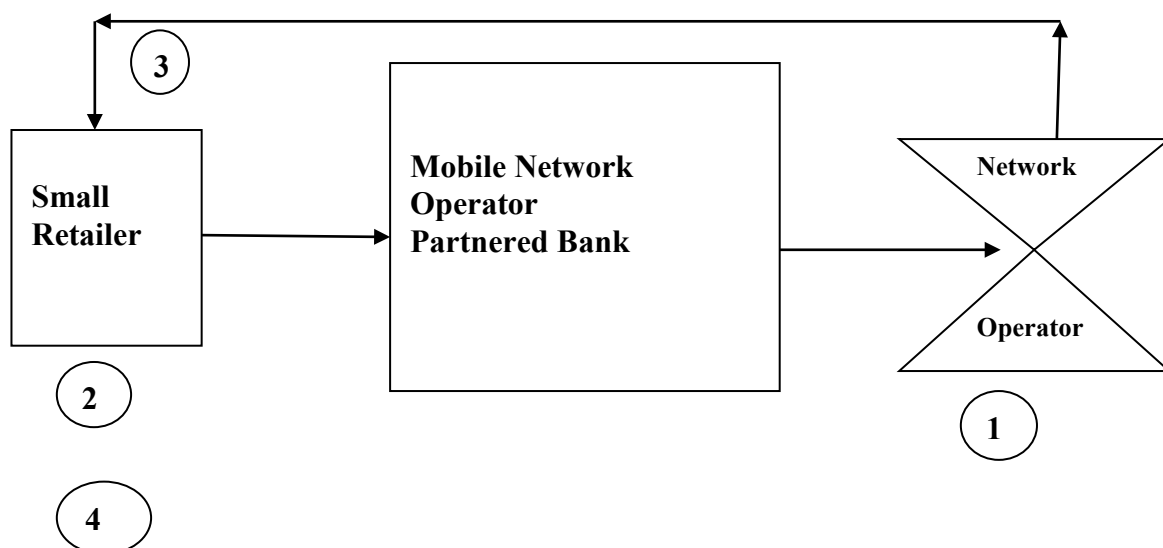 3
Small
Retailer
Mobile Network
Operator
Partnered Bank
Network
Operator
2
1
4